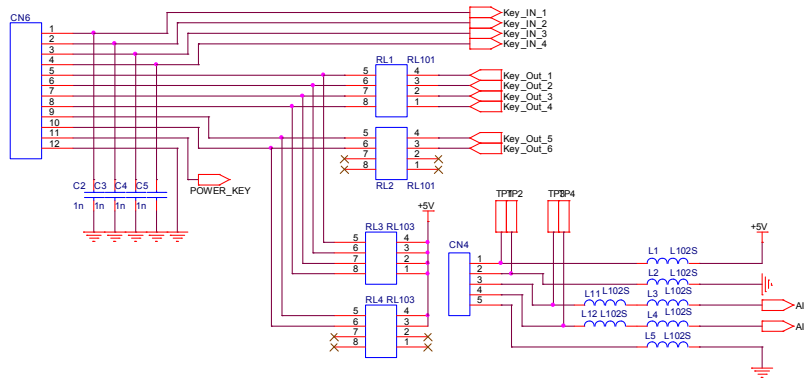 CN6
1
2
3
4
5
6
7
8
9
10
11
12
Key_IN_1
Key_IN_2
Key_IN_3
Key_IN_4
RL1 RL101
5 4
6 3
7 2
8 1
Key_Out_1
Key_Out_2
Key_Out_3
Key_Out_4
5 4
6 3
7 2
8 1
RL2 RL101
Key_Out_5
Key_Out_6
POWER_KEY
C2 C3 C4 C5
1n 1n 1n 1n
+5V
RL3 RL103
5 4
6 3
7 2
8 1
RL4 RL103
5 4
6 3
7 2
8 1
TP1 TP2 TP3 TP4
CN4
1
2
3
4
5
+5V
L1 L102S
L2 L102S
L11 L102S L3 L102S
AI
L12 L102S L4 L102S
AI
L5 L102S